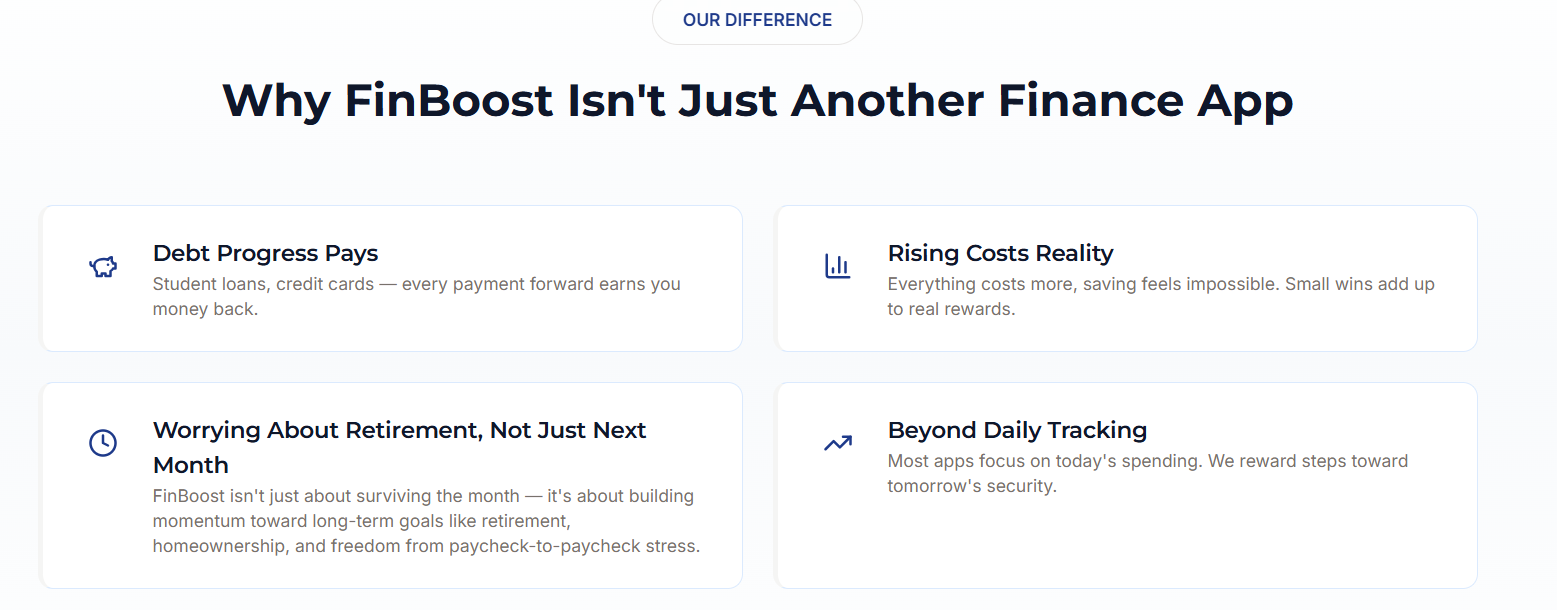 OUR DIFFERENCE
Why FinBoost Isn't Just Another Finance App
Debt Progress Pays
Student loans, credit cards — every payment forward earns you
money back.
Rising Costs Reality
Everything costs more, saving feels impossible. Small wins add up
to real rewards.
Worrying About Retirement, Not Just Next
Month
FinBoost isn't just about surviving the month — it's about building
momentum toward long-term goals like retirement,
homeownership, and freedom from paycheck-to-paycheck stress.
Beyond Daily Tracking
Most apps focus on today's spending. We reward steps toward
tomorrow's security.